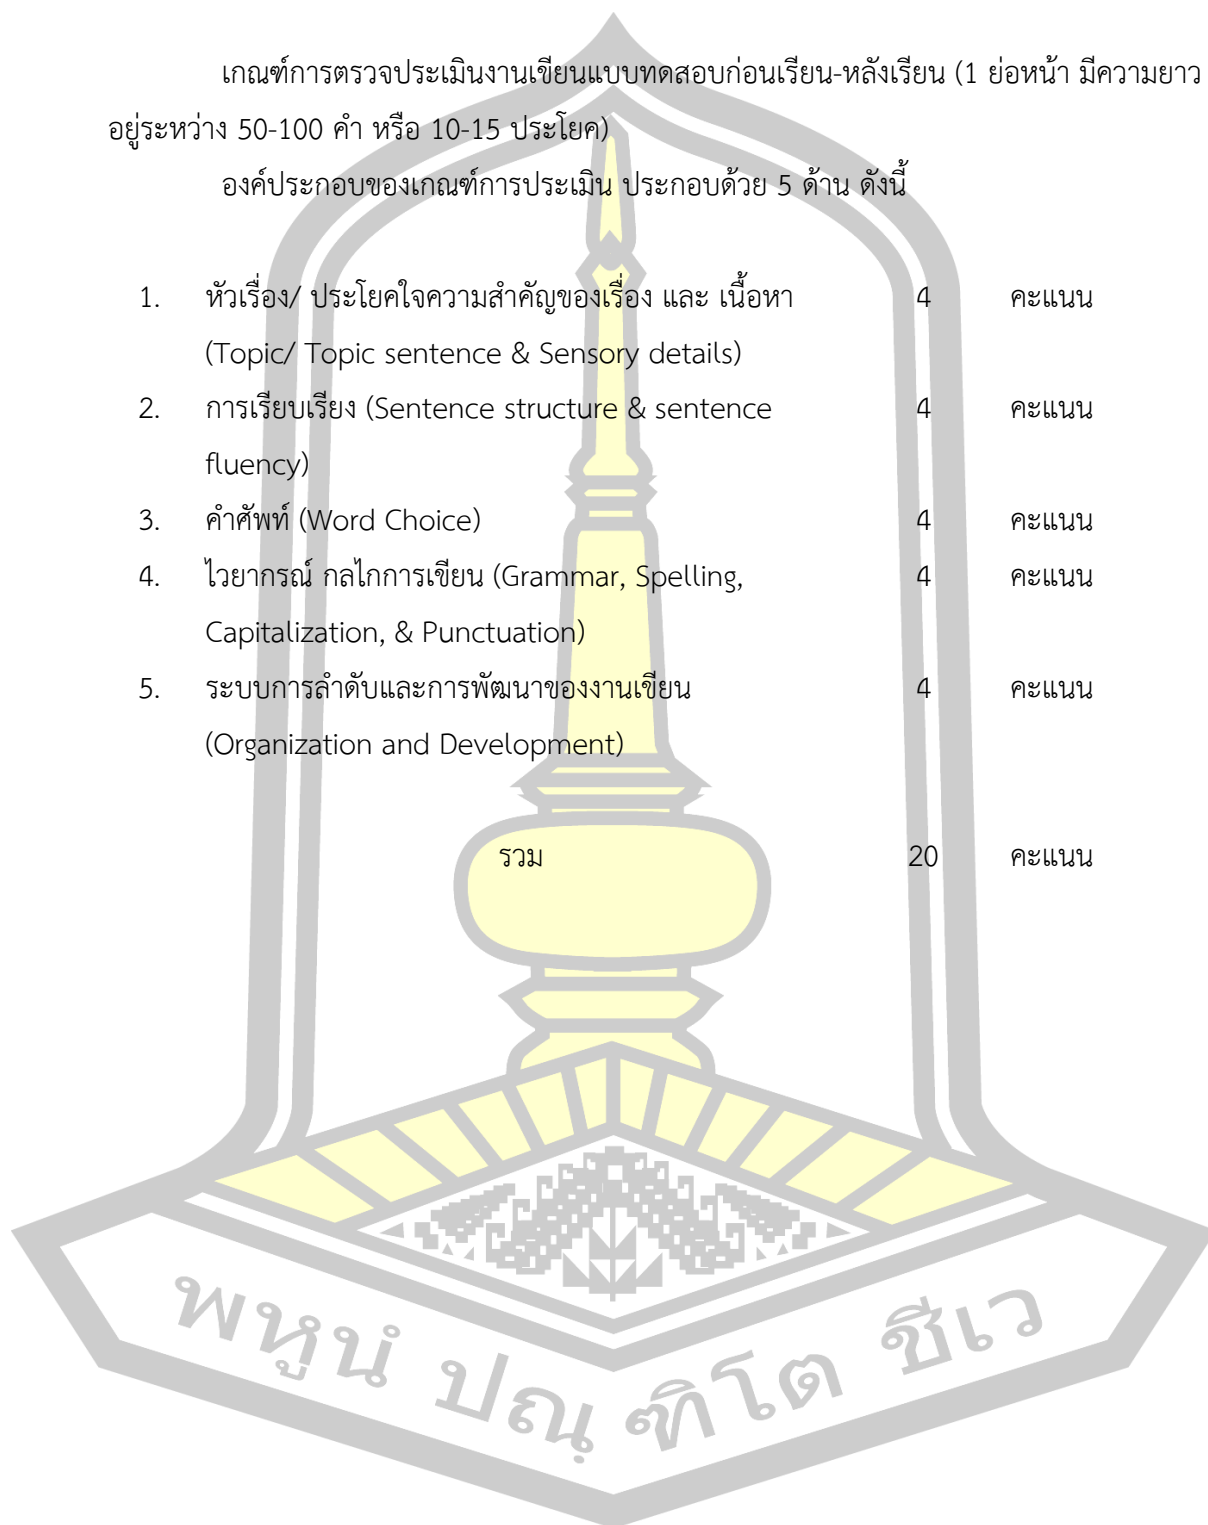 เกณฑ์การตรวจประเมินงานเขียนแบบทดสอบก่อนเรียน-หลังเรียน (1 ย่อหน้า มีความยาว
อยู่ระหว่าง 50-100 คำ หรือ 10-15 ประโยค)
องค์ประกอบของเกณฑ์การประเมิน ประกอบด้วย 5 ด้าน ดังนี้
1. หัวเรื่อง/ ประโยคใจความสำคัญของเรื่อง และ เนื้อหา 4 คะแนน
(Topic/ Topic sentence & Sensory details)
2. การเรียบเรียง (Sentence structure & sentence 4 คะแนน
fluency)
3. คำศัพท์ (Word Choice) 4 คะแนน
4. ไวยากรณ์ กลไกการเขียน (Grammar, Spelling, 4 คะแนน
Capitalization, & Punctuation)
5. ระบบการลำดับและการพัฒนาของงานเขียน 4 คะแนน
(Organization and Development)
รวม 20 คะแนน
พหูนํ ปณฺฑิโต ชีเว